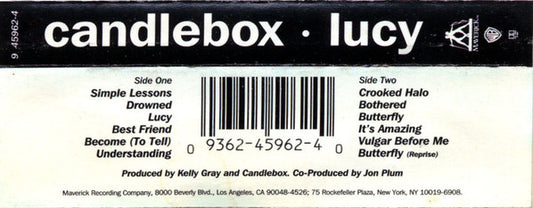 9 45962-4
candlebox · lucy
MAVERICK
Side One
Simple Lessons
Drowned
Lucy
Best Friend
Become (To Tell)
Understanding
0 9362-45962-4 0
Side Two
Crooked Halo
Bothered
Butterfly
It's Amazing
Vulgar Before Me
Butterfly (Reprise)
Produced by Kelly Gray and Candlebox. Co-Produced by Jon Plum
Maverick Recording Company, 8000 Beverly Blvd., Los Angeles, CA 90048-4526; 75 Rockefeller Plaza, New York, NY 10019-6908.